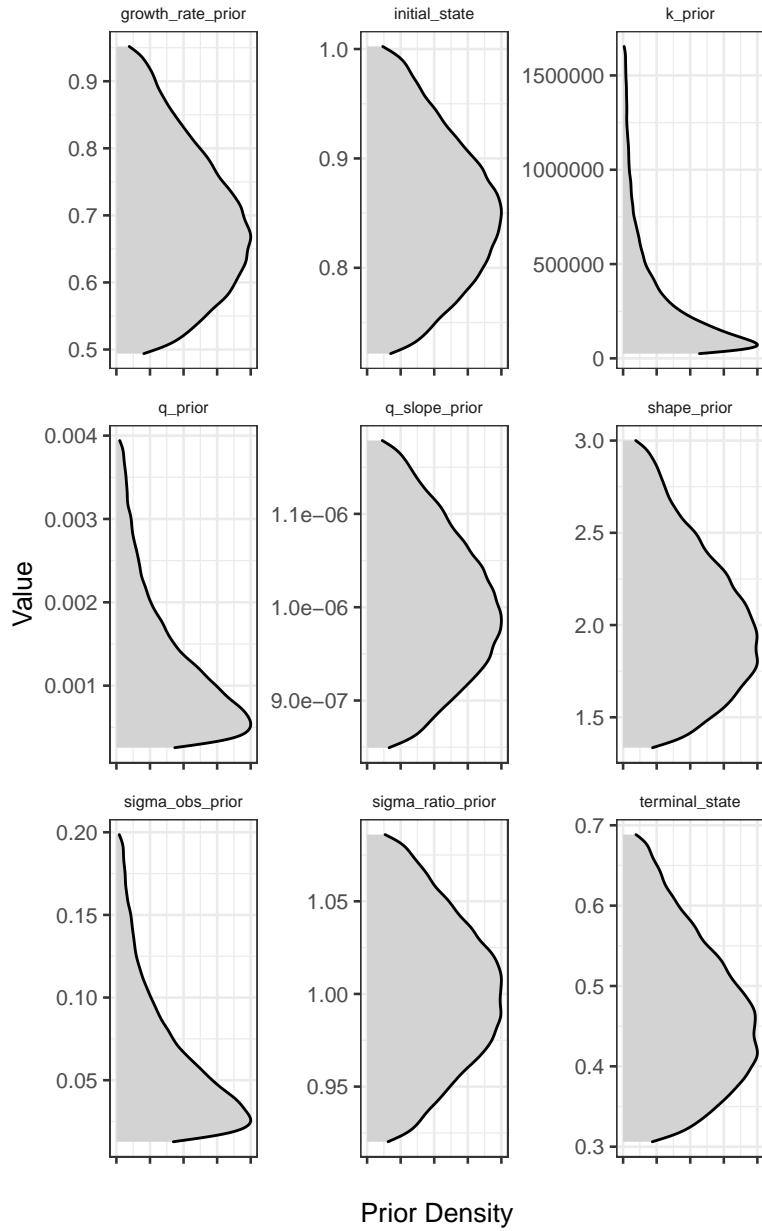 growth_rate_prior
initial_state
k_prior
0.9
0.8
0.7
0.6
0.5
1.0
0.9
0.8
1500000
1000000
500000
0
q_prior
q_slope_prior
shape_prior
0.004
0.003
0.002
0.001
1.1e−06
1.0e−06
9.0e−07
3.0
2.5
2.0
1.5
Value
sigma_obs_prior
sigma_ratio_prior
terminal_state
0.20
0.15
0.10
0.05
1.05
1.00
0.95
0.7
0.6
0.5
0.4
0.3
Prior Density